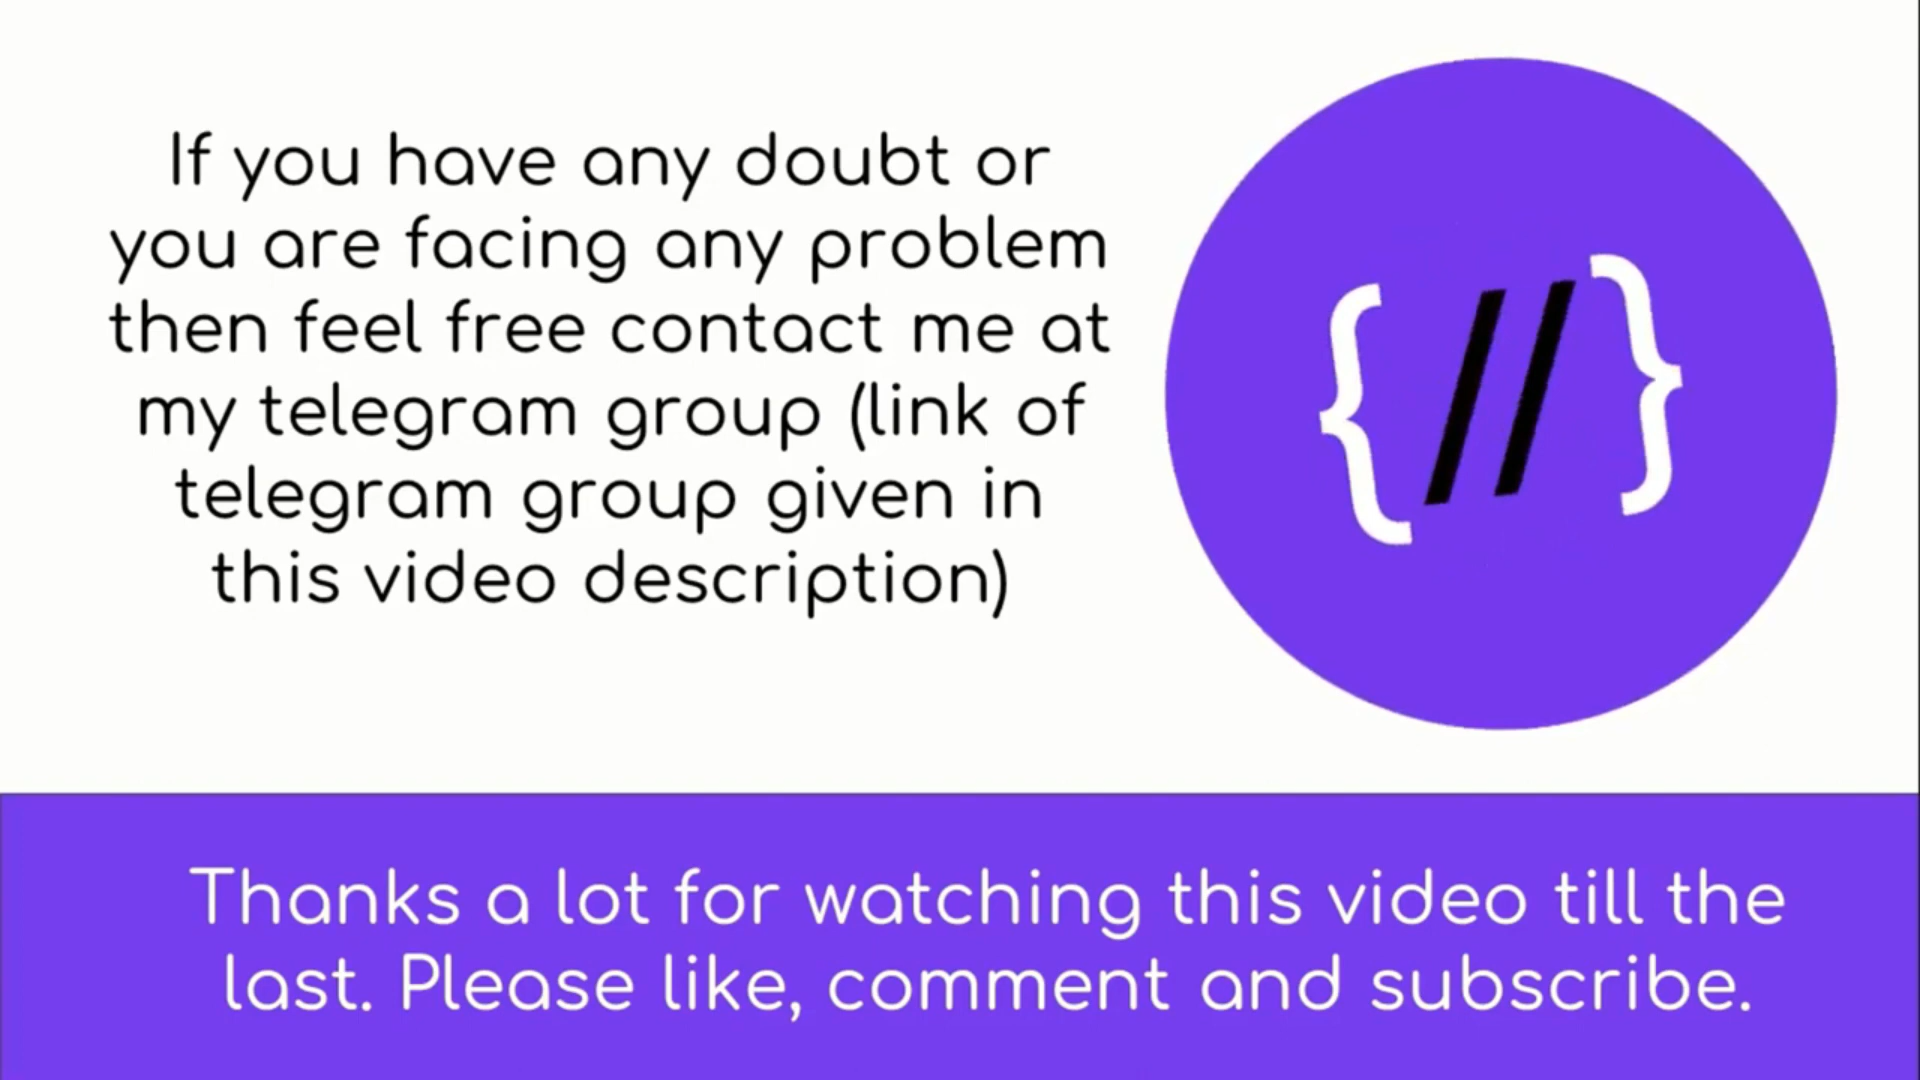 If you have any doubt or
you are facing any problem
then feel free contact me at
my telegram group (link of
telegram group given in
this video description)
{//}
Thanks a lot for watching this video till the
last. Please like, comment and subscribe.